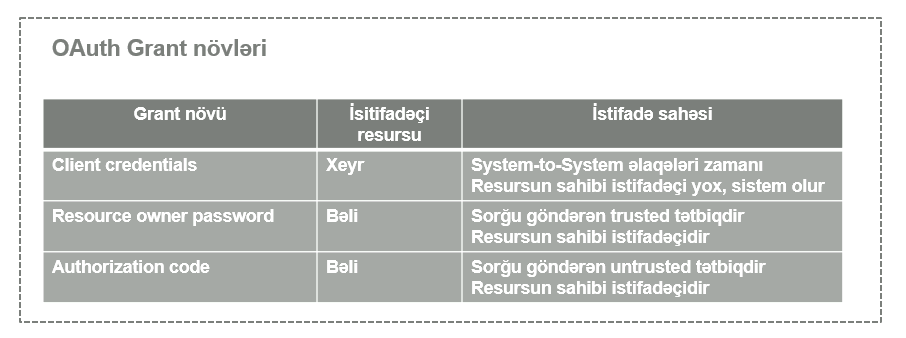 OAuth Grant növləri
Grant növü
İsitifadəçi
resursu
İstifadə sahəsi
Client credentials
Xeyr
System-to-System əlaqələri zamanı
Resursun sahibi istifadəçi yox, sistem olur
Resource owner password
Bəli
Sorğu göndərən trusted tətbiqdir
Resursun sahibi istifadəçidir
Authorization code
Bəli
Sorğu göndərən untrusted tətbiqdir
Resursun sahibi istifadəçidir